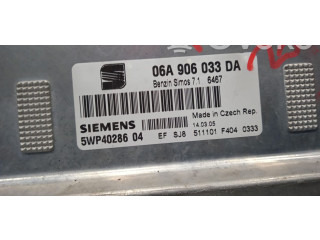 06A 906 033 DA
Benzin Simos 7.1 6467
SIEMENS
Made in Czech Rep.
14.03.05
5WP40286 04
EF SJ8 511101 F404 0333